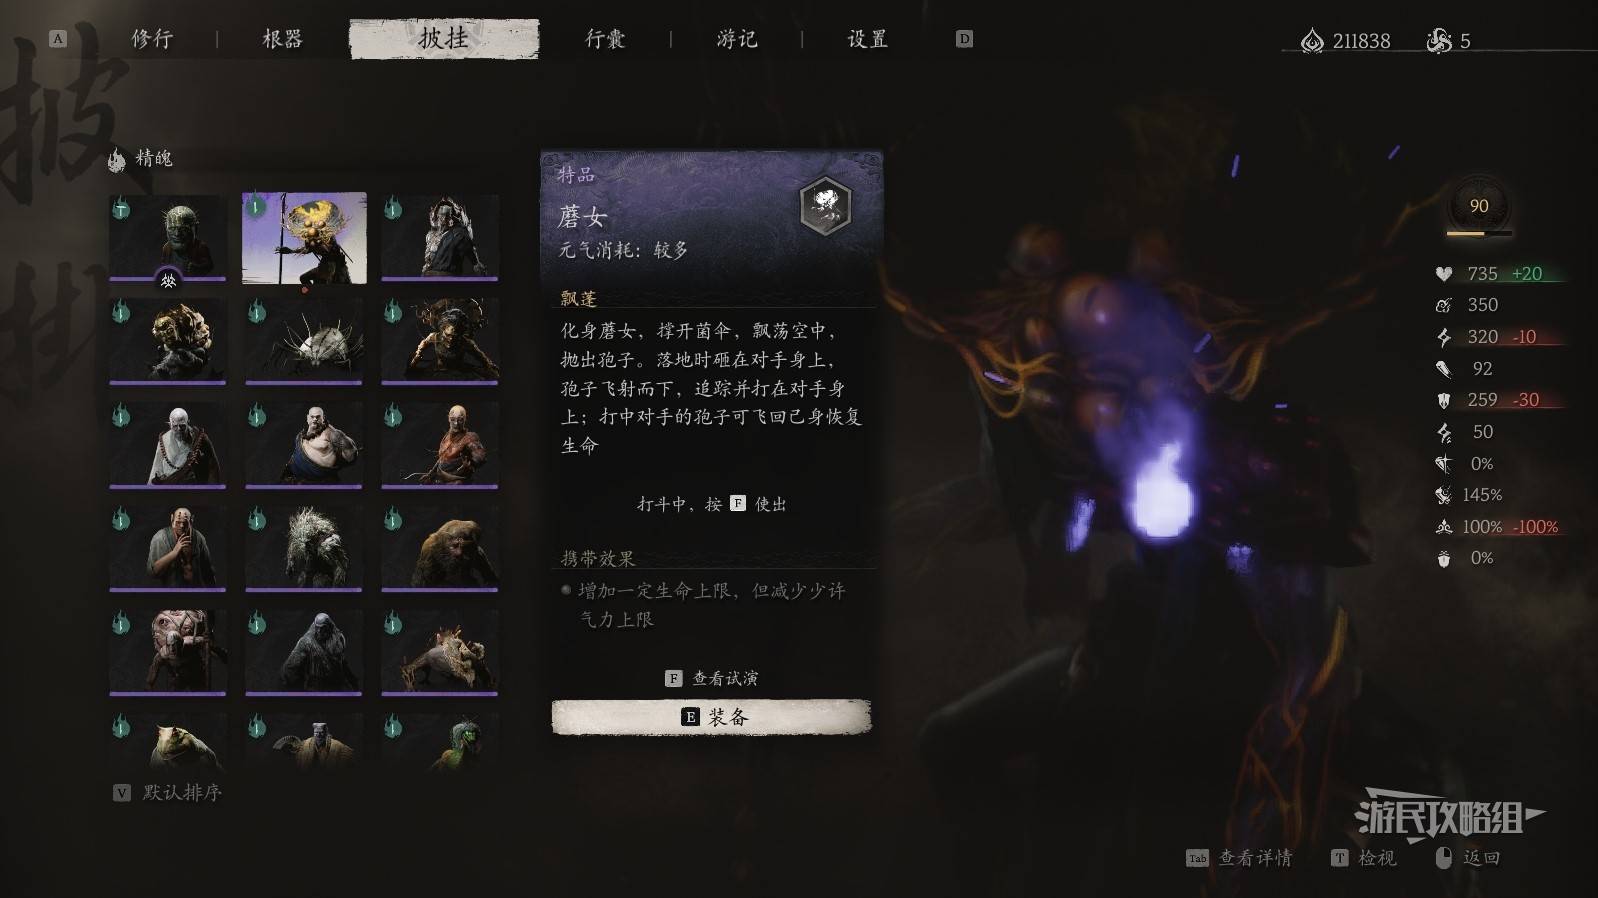 A 修行 | 根器 披挂 行囊 | 游记 | 设置 D
211838 5
披挂
精魄
特品
蘑女
元气消耗：较多
飘蓬
化身蘑女，撑开菌伞，飘荡空中，
抛出孢子。落地时砸在对手身上，
孢子飞射而下，追踪并打在对手身
上；打中对手的孢子可飞回己身恢复
生命
打斗中，按 F 使出
携带效果
增加一定生命上限，但减少少许
气力上限
F 查看试演
E 装备
V 默认排序
90
735 +20
350
320 -10
92
259 -30
50
0%
145%
100% -100%
0%
游民攻略组
Tab 查看详情 T 检视 返回